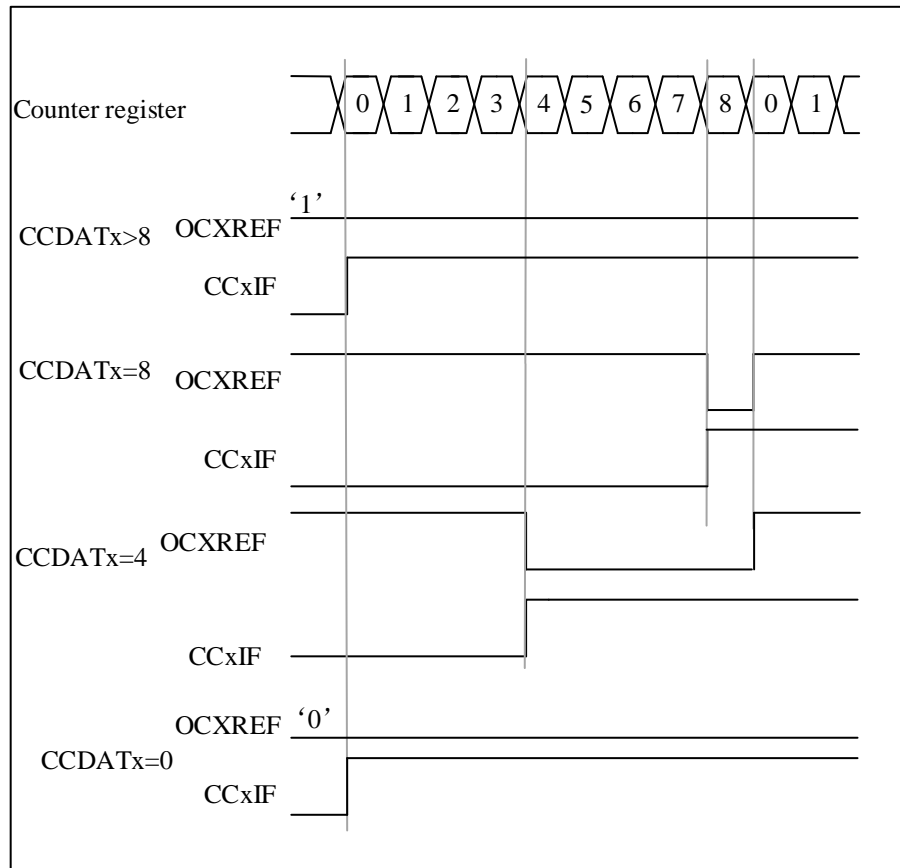 Counter register 0 1 2 3 4 5 6 7 8 0 1
‘1’
CCDATx>8 OCXREF
CCxIF
CCDATx=8 OCXREF
CCxIF
CCDATx=4 OCXREF
CCxIF
OCXREF ‘0’
CCDATx=0
CCxIF